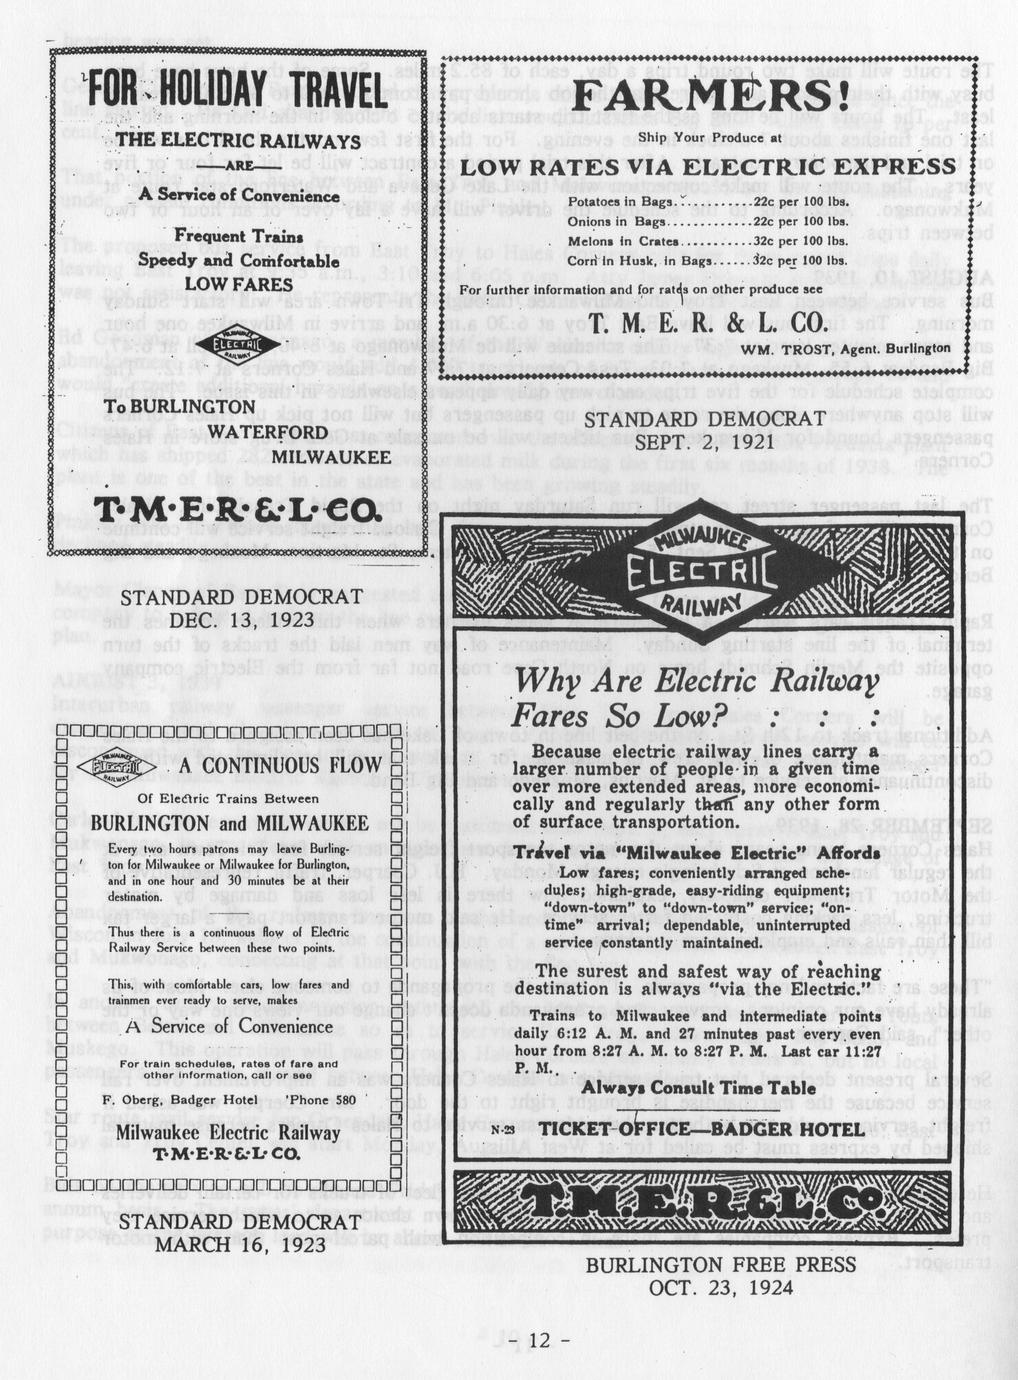 FOR HOLIDAY TRAVEL
THE ELECTRIC RAILWAYS
— ARE —
A Service of Convenience
Frequent Trains
Speedy and Comfortable
LOW FARES
MILWAUKEE
ELECTRIC
RAILWAY
To BURLINGTON
WATERFORD
MILWAUKEE
T·M·E·R·&·L·CO.
STANDARD DEMOCRAT
DEC. 13, 1923
FARMERS!
Ship Your Produce at
LOW RATES VIA ELECTRIC EXPRESS
Potatoes in Bags...........22c per 100 lbs.
Onions in Bags.............22c per 100 lbs.
Melons in Crates...........32c per 100 lbs.
Corn in Husk, in Bags......32c per 100 lbs.
For further information and for rates on other produce see
T. M. E. R. & L. CO.
WM. TROST, Agent. Burlington
STANDARD DEMOCRAT
SEPT. 2, 1921
MILWAUKEE
ELECTRIC
RAILWAY
A CONTINUOUS FLOW
Of Electric Trains Between
BURLINGTON and MILWAUKEE
Every two hours patrons may leave Burling-
ton for Milwaukee or Milwaukee for Burlington,
and in one hour and 30 minutes be at their
destination.
Thus there is a continuous flow of Electric
Railway Service between these two points.
This, with comfortable cars, low fares and
trainmen ever ready to serve, makes
A Service of Convenience
For train schedules, rates of fare and
other information, call or see
F. Oberg, Badger Hotel 'Phone 580
Milwaukee Electric Railway
T·M·E·R·&·L· CO.
STANDARD DEMOCRAT
MARCH 16, 1923
MILWAUKEE
ELECTRIC
RAILWAY
Why Are Electric Railway
Fares So Low? : : :
Because electric railway lines carry a
larger number of people in a given time
over more extended areas, more economi-
cally and regularly than any other form
of surface transportation.
Travel via "Milwaukee Electric" Affords
Low fares; conveniently arranged sche-
dules; high-grade, easy-riding equipment;
"down-town" to "down-town" service; "on
time" arrival; dependable, uninterrupted
service constantly maintained.
The surest and safest way of reaching
destination is always "via the Electric."
Trains to Milwaukee and intermediate points
daily 6:12 A. M. and 27 minutes past every even
hour from 8:27 A. M. to 8:27 P. M. Last car 11:27
P. M.
Always Consult Time Table
N-23 TICKET-OFFICE—BADGER HOTEL
T.M.E.R.&L.CO.
BURLINGTON FREE PRESS
OCT. 23, 1924
- 12 -